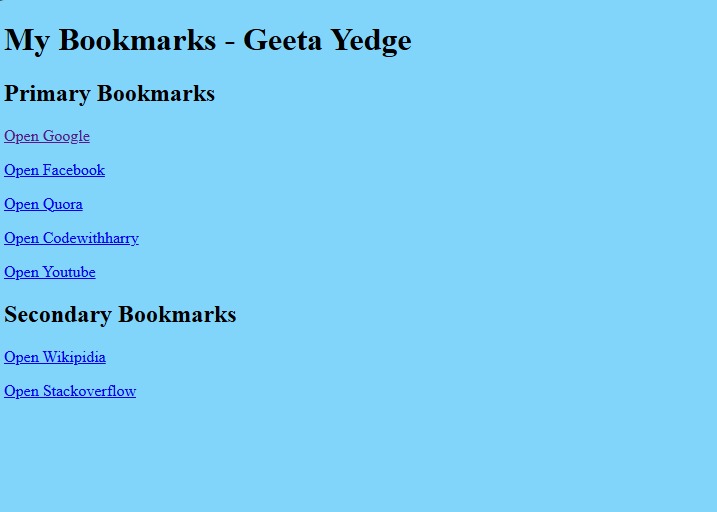 My Bookmarks - Geeta Yedge
Primary Bookmarks
Open Google
Open Facebook
Open Quora
Open Codewithharry
Open Youtube
Secondary Bookmarks
Open Wikipidia
Open Stackoverflow